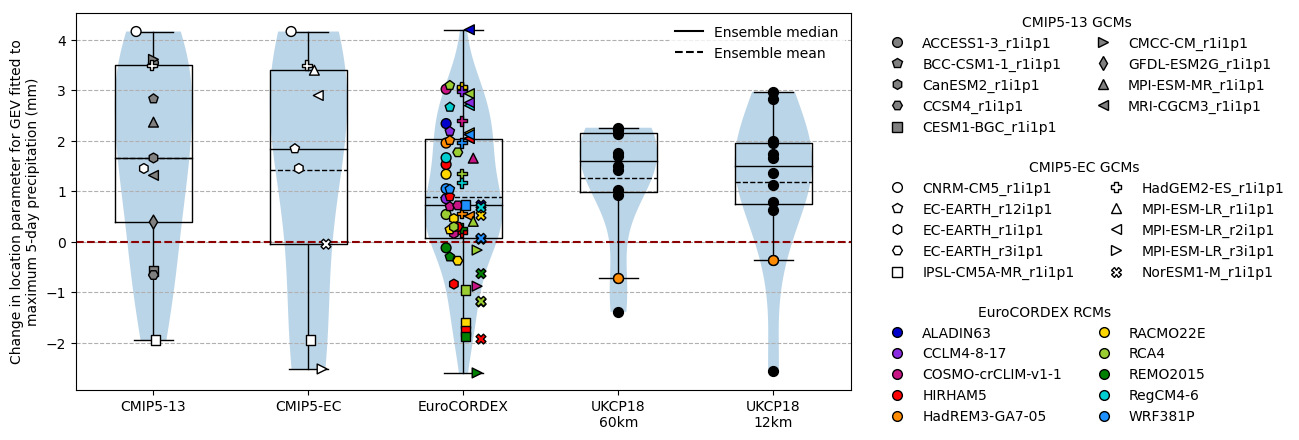 Change in location parameter for GEV fitted to
maximum 5-day precipitation (mm)
4
3
2
1
0
−1
−2
Ensemble median
Ensemble mean
CMIP5-13
CMIP5-EC
EuroCORDEX
UKCP18
60km
UKCP18
12km
CMIP5-13 GCMs
ACCESS1-3_r1i1p1
BCC-CSM1-1_r1i1p1
CanESM2_r1i1p1
CCSM4_r1i1p1
CESM1-BGC_r1i1p1
CMCC-CM_r1i1p1
GFDL-ESM2G_r1i1p1
MPI-ESM-MR_r1i1p1
MRI-CGCM3_r1i1p1
CMIP5-EC GCMs
CNRM-CM5_r1i1p1
EC-EARTH_r12i1p1
EC-EARTH_r1i1p1
EC-EARTH_r3i1p1
IPSL-CM5A-MR_r1i1p1
HadGEM2-ES_r1i1p1
MPI-ESM-LR_r1i1p1
MPI-ESM-LR_r2i1p1
MPI-ESM-LR_r3i1p1
NorESM1-M_r1i1p1
EuroCORDEX RCMs
ALADIN63
CCLM4-8-17
COSMO-crCLIM-v1-1
HIRHAM5
HadREM3-GA7-05
RACMO22E
RCA4
REMO2015
RegCM4-6
WRF381P